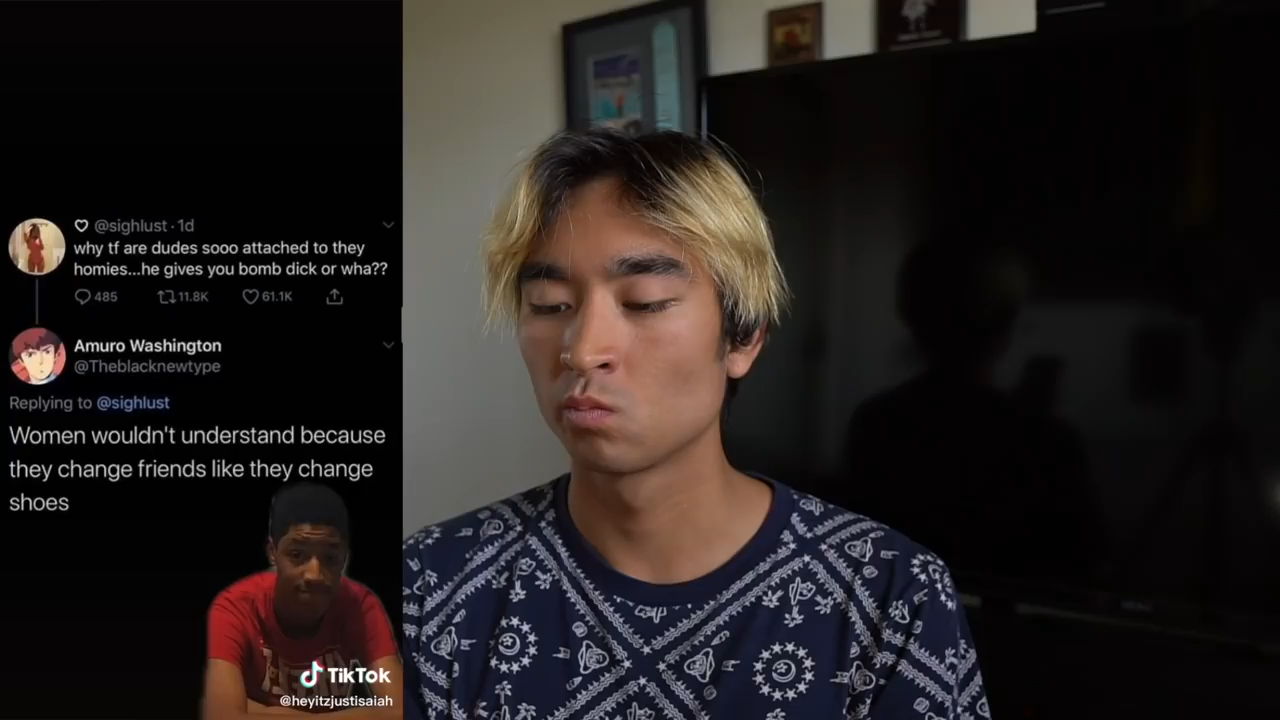 ♡ @sighlust · 1d
why tf are dudes sooo attached to they
homies...he gives you bomb dick or wha??
485 11.8K 61.1K
Amuro Washington
@Theblacknewtype
Replying to @sighlust
Women wouldn't understand because
they change friends like they change
shoes
TikTok
@heyitzjustisaiah